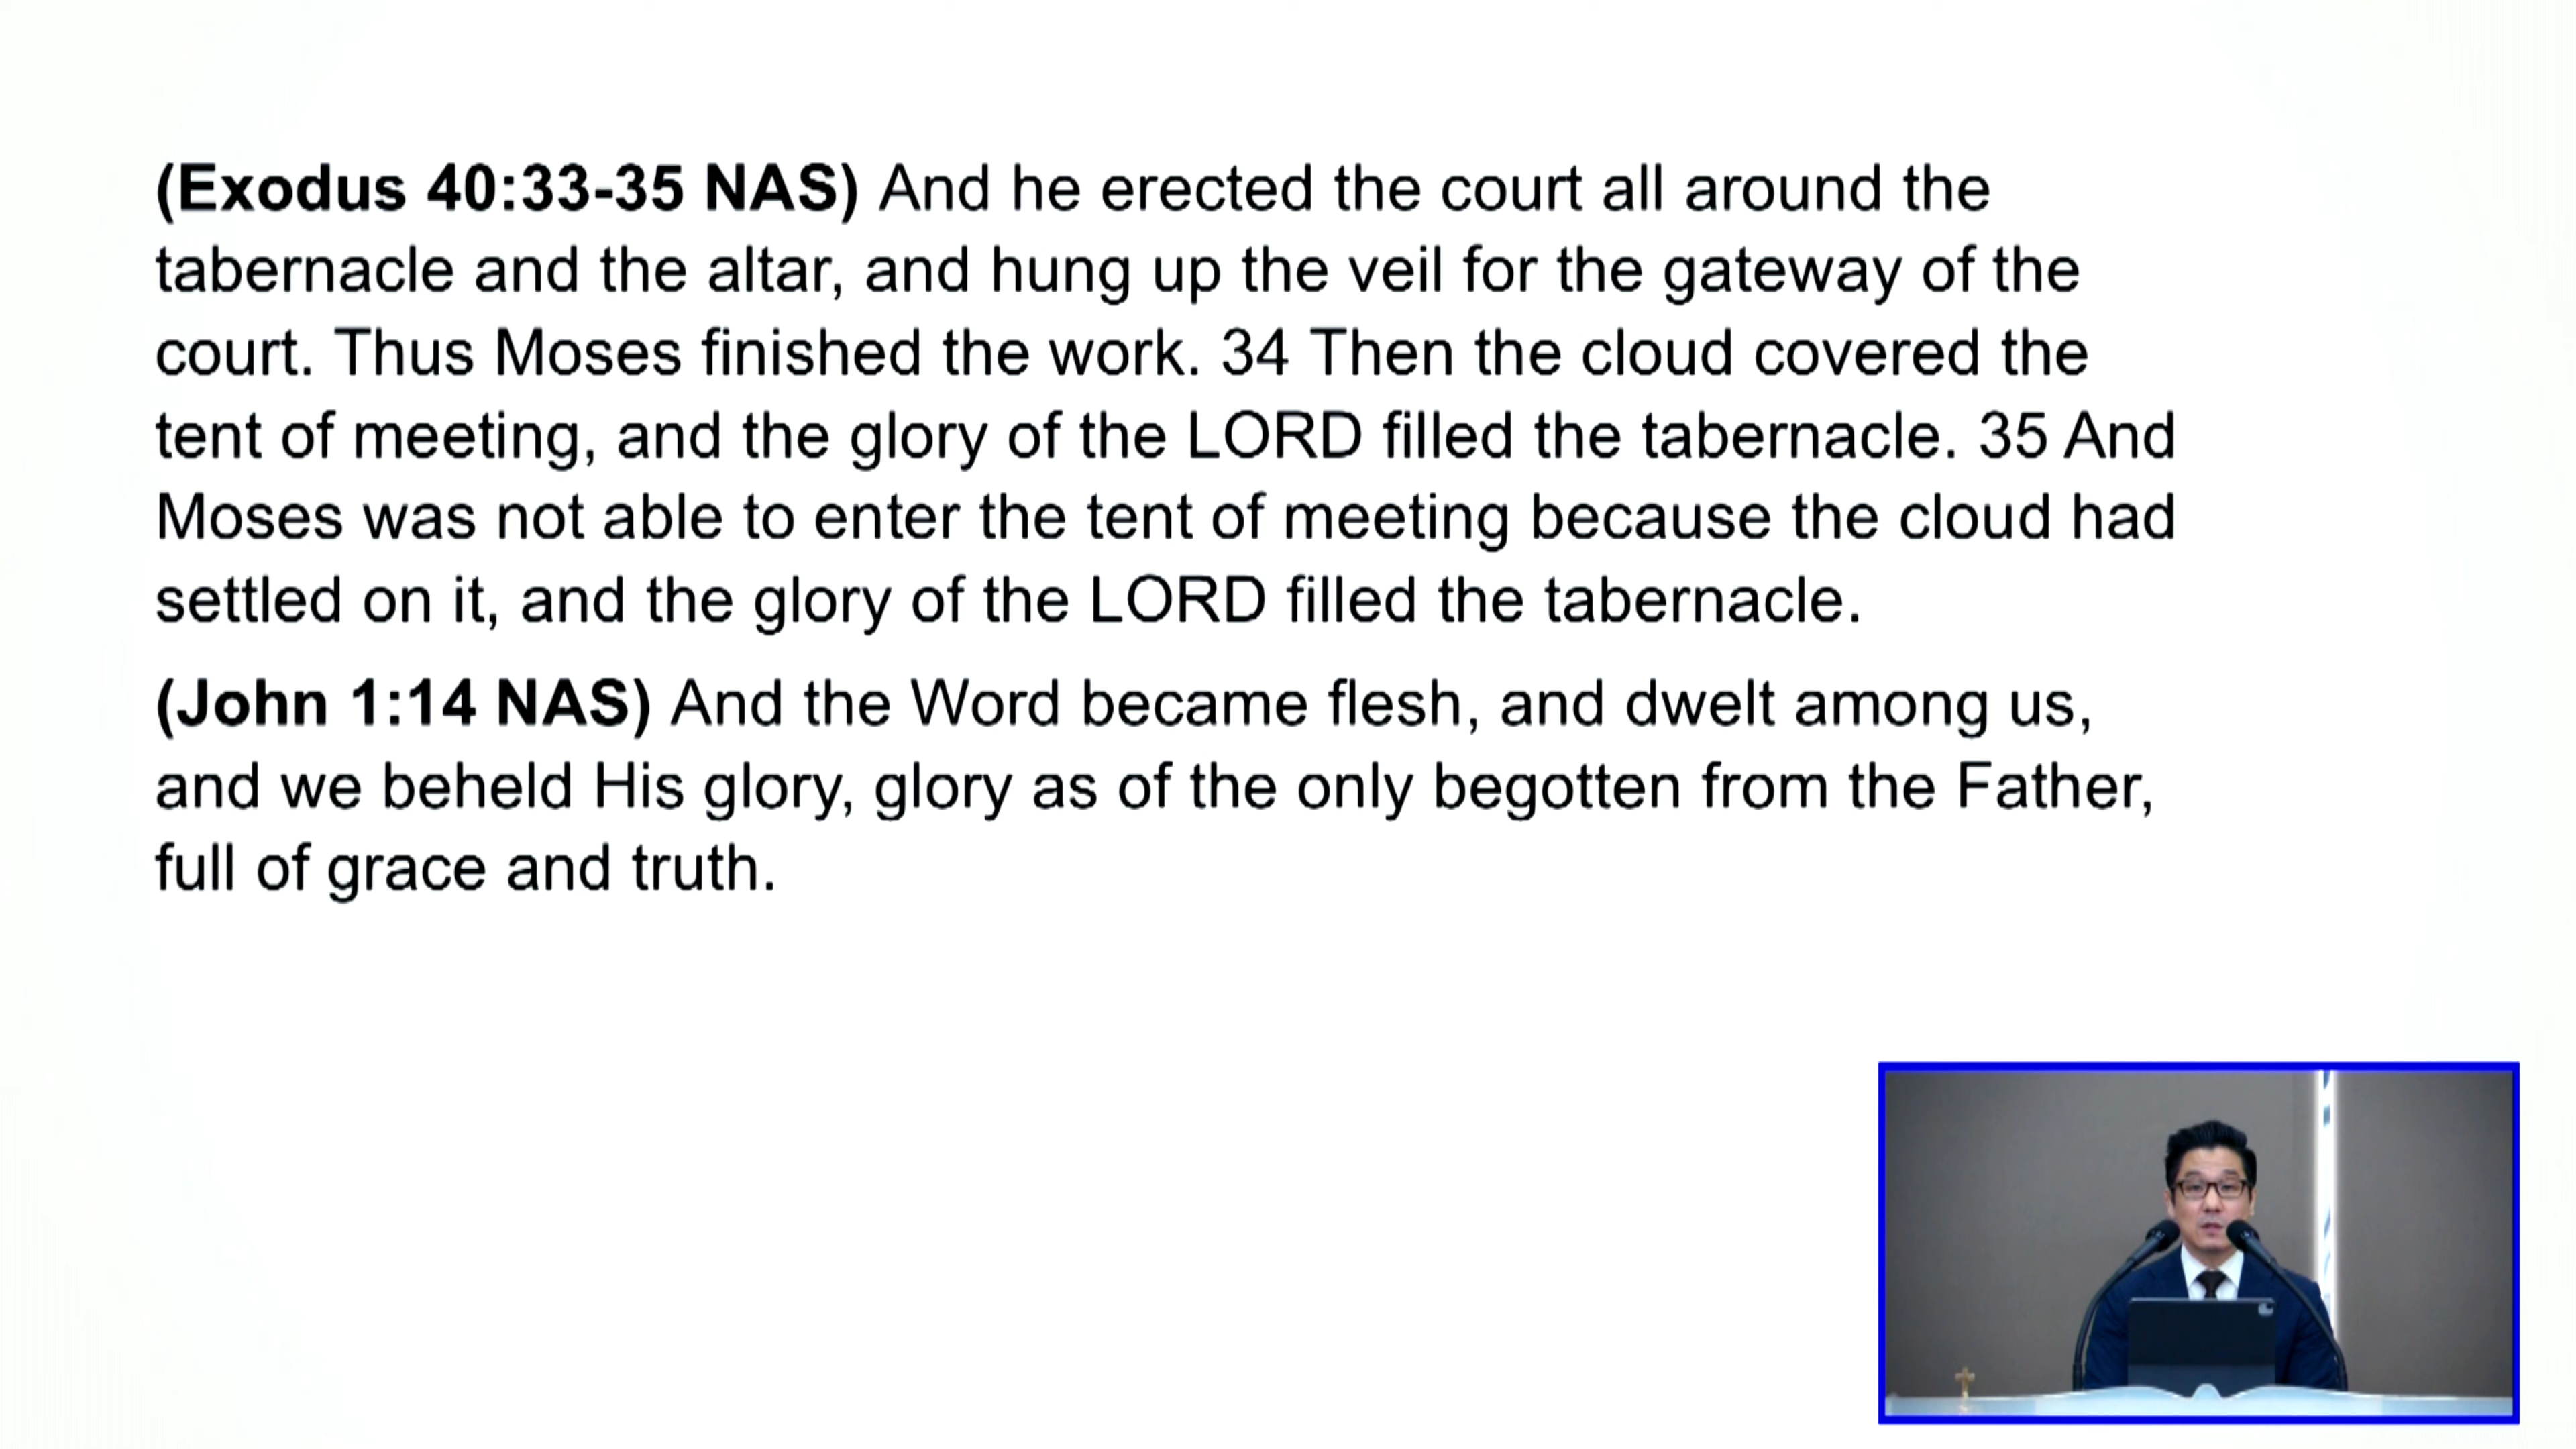 (Exodus 40:33-35 NAS) And he erected the court all around the
tabernacle and the altar, and hung up the veil for the gateway of the
court. Thus Moses finished the work. 34 Then the cloud covered the
tent of meeting, and the glory of the LORD filled the tabernacle. 35 And
Moses was not able to enter the tent of meeting because the cloud had
settled on it, and the glory of the LORD filled the tabernacle.
(John 1:14 NAS) And the Word became flesh, and dwelt among us,
and we beheld His glory, glory as of the only begotten from the Father,
full of grace and truth.